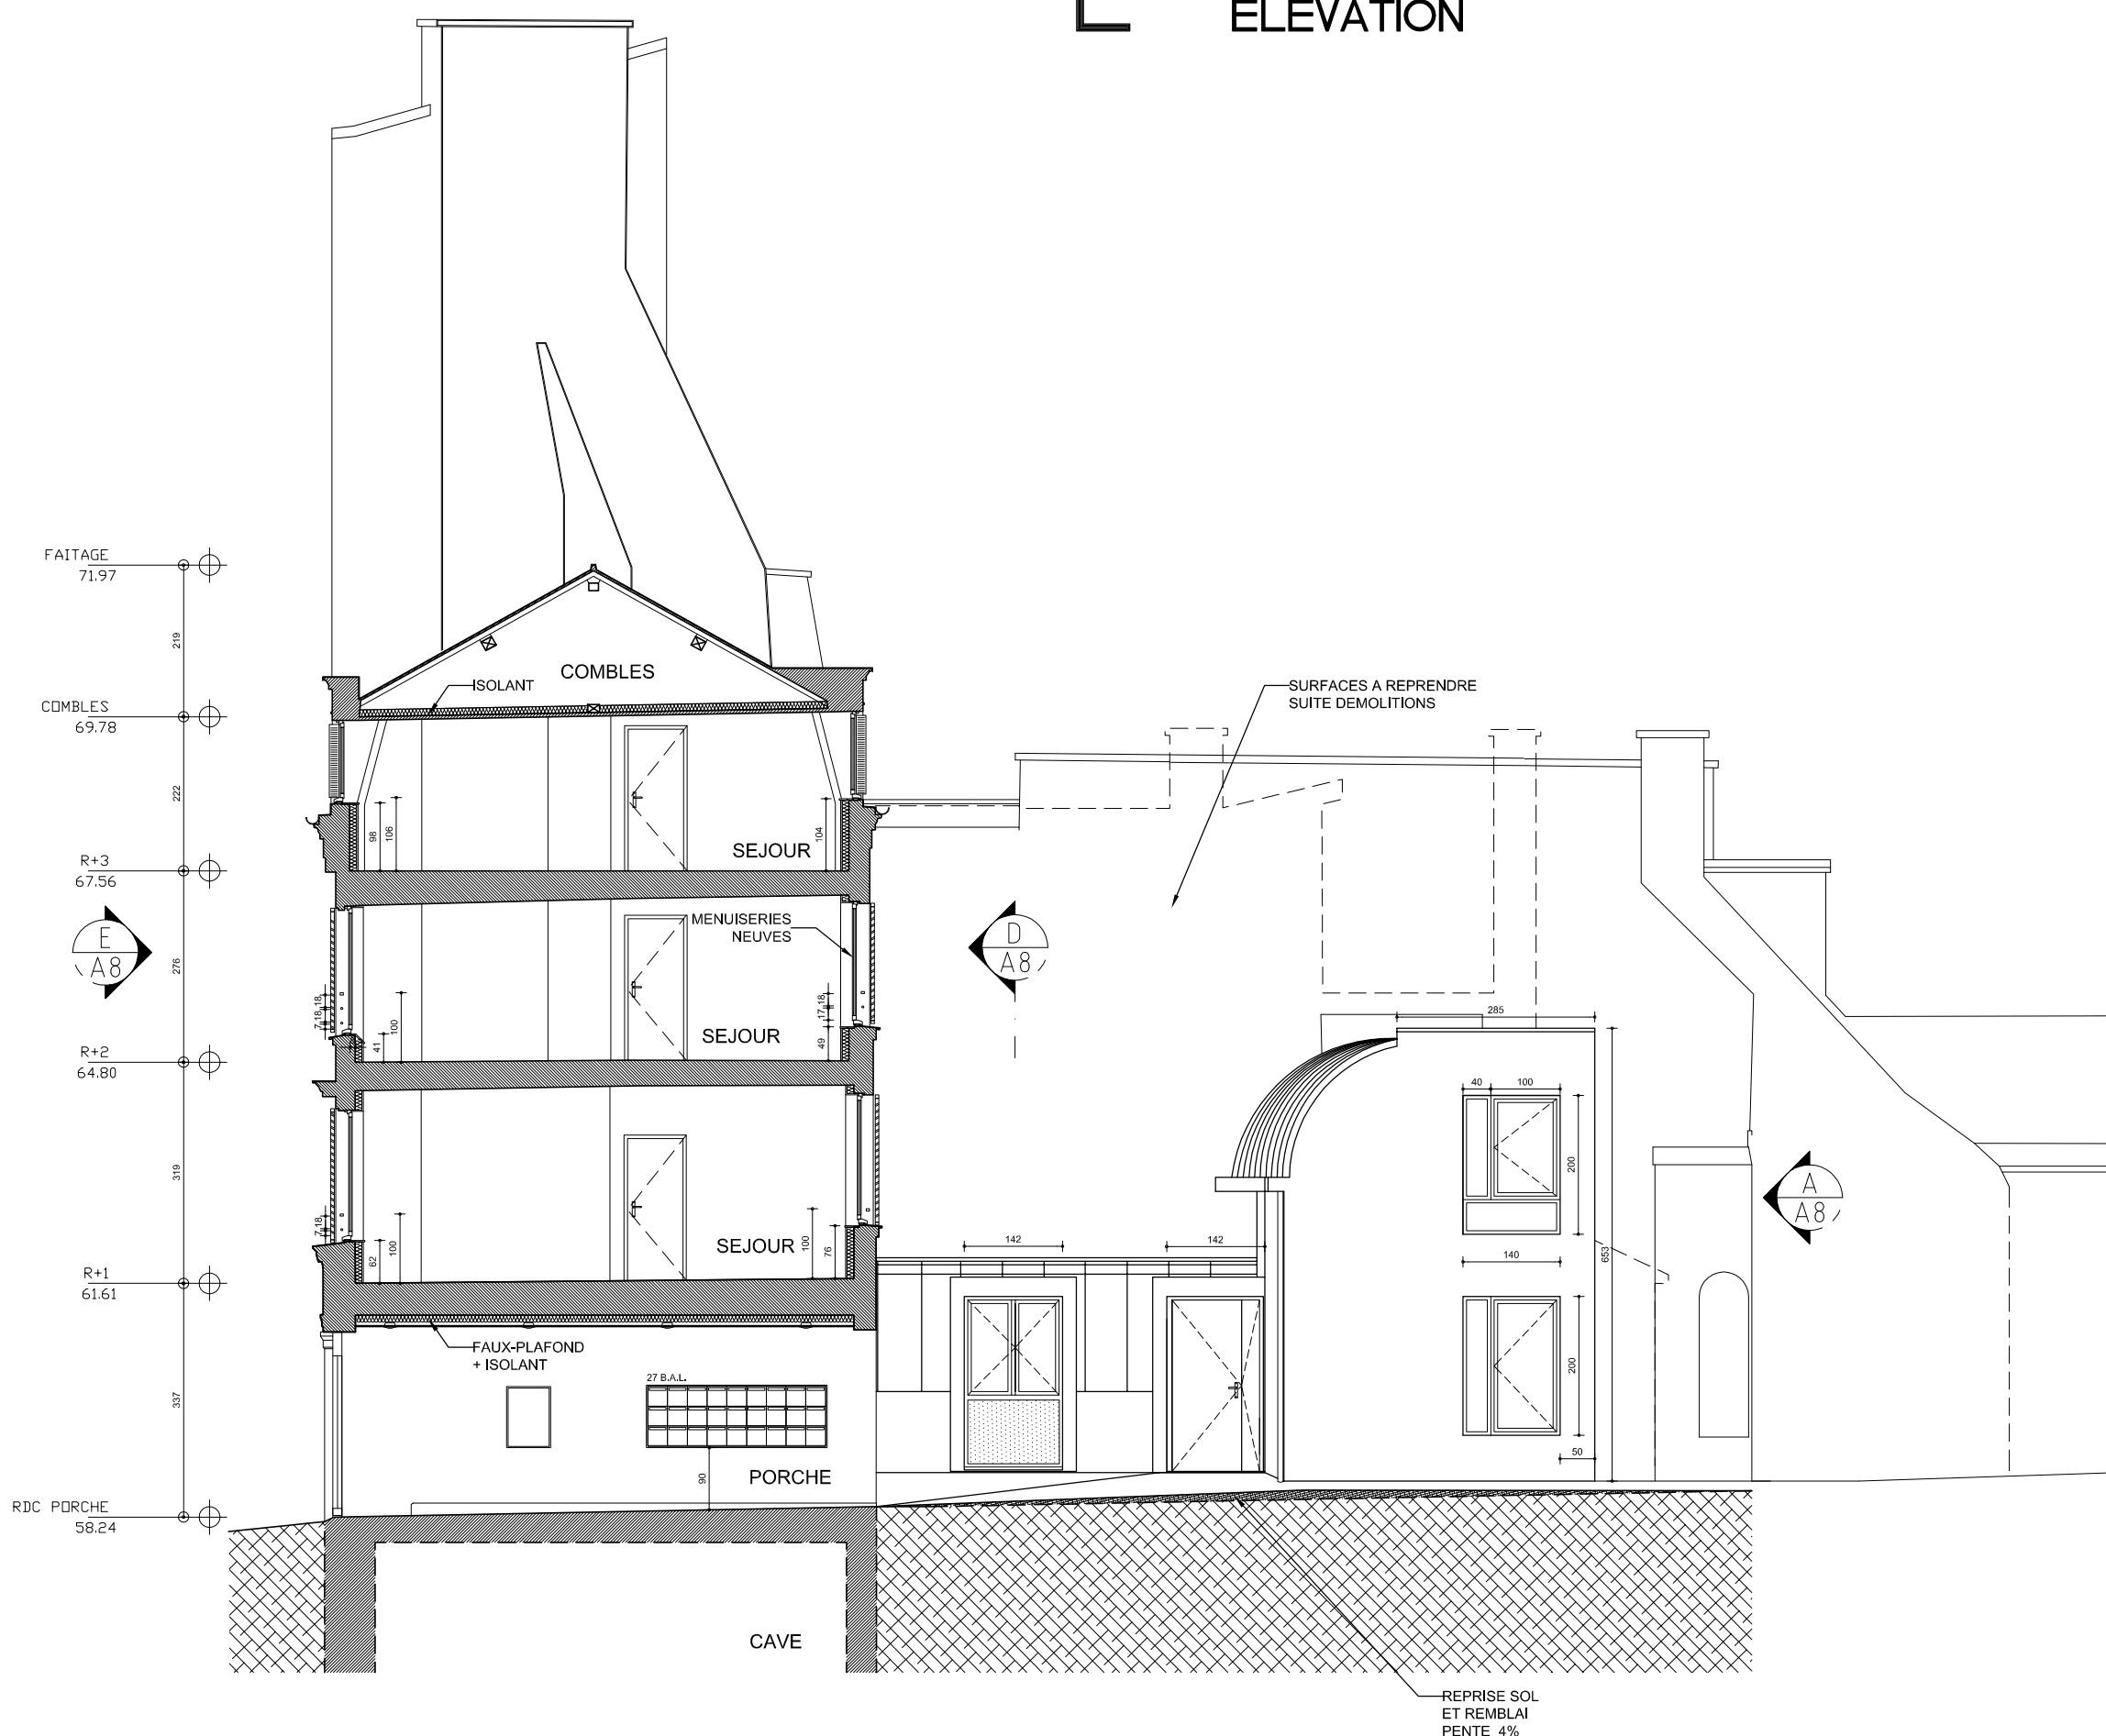 ELEVATION
FAITAGE
71.97
219
COMBLES
69.78
222
R+3
67.56
276
R+2
64.80
319
R+1
61.61
337
RDC PORCHE
58.24
E
A8
COMBLES
ISOLANT
98
106
104
SEJOUR
MENUISERIES
NEUVES
18
18
7
100
41
18
17
49
SEJOUR
18
7
62
100
100
76
SEJOUR
FAUX-PLAFOND
+ ISOLANT
27 B.A.L.
90
PORCHE
CAVE
SURFACES A REPRENDRE
SUITE DEMOLITIONS
D
A8
285
40
100
200
653
140
142
142
200
50
A
A8
REPRISE SOL
ET REMBLAI
PENTE 4%